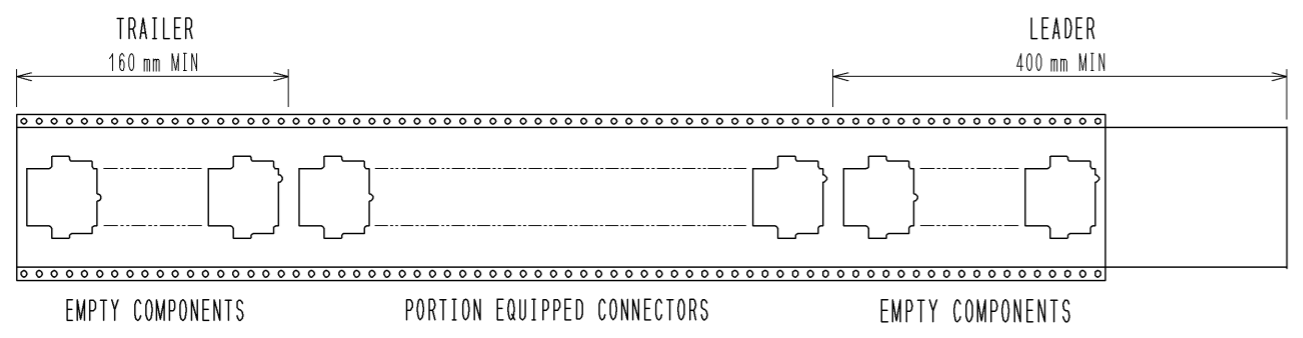 TRAILER
160 mm MIN
LEADER
400 mm MIN
EMPTY COMPONENTS
PORTION EQUIPPED CONNECTORS
EMPTY COMPONENTS